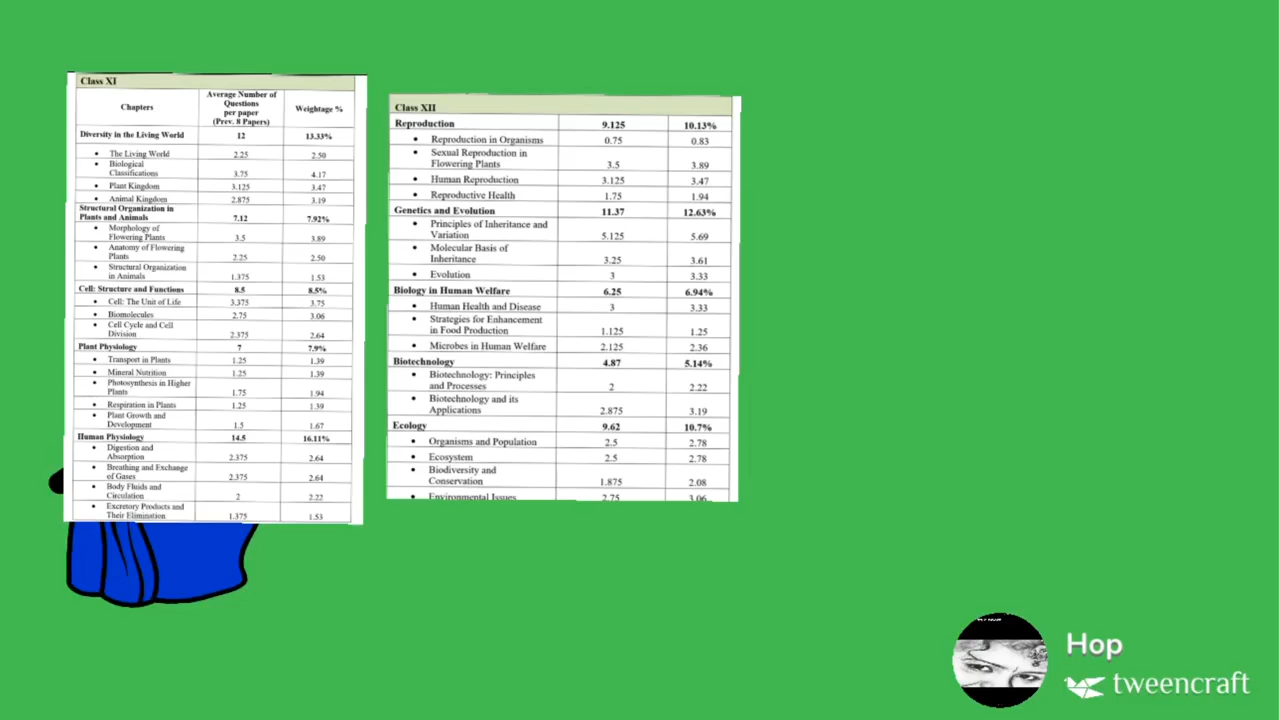 Class XI
Chapters Average Number of Questions per paper (Prev. 8 Papers) Weightage %
Diversity in the Living World 12 13.33%
• The Living World 2.25 2.50
• Biological Classifications 3.75 4.17
• Plant Kingdom 3.125 3.47
• Animal Kingdom 2.875 3.19
Structural Organization in Plants and Animals 7.12 7.92%
• Morphology of Flowering Plants 3.5 3.89
• Anatomy of Flowering Plants 2.25 2.50
• Structural Organization in Animals 1.375 1.53
Cell: Structure and Functions 8.5 8.5%
• Cell: The Unit of Life 3.375 3.75
• Biomolecules 2.75 3.06
• Cell Cycle and Cell Division 2.375 2.64
Plant Physiology 7 7.9%
• Transport in Plants 1.25 1.39
• Mineral Nutrition 1.25 1.39
• Photosynthesis in Higher Plants 1.75 1.94
• Respiration in Plants 1.25 1.39
• Plant Growth and Development 1.5 1.67
Human Physiology 14.5 16.11%
• Digestion and Absorption 2.375 2.64
• Breathing and Exchange of Gases 2.375 2.64
• Body Fluids and Circulation 2 2.22
• Excretory Products and Their Elimination 1.375 1.53
Class XII
Reproduction 9.125 10.13%
• Reproduction in Organisms 0.75 0.83
• Sexual Reproduction in Flowering Plants 3.5 3.89
• Human Reproduction 3.125 3.47
• Reproductive Health 1.75 1.94
Genetics and Evolution 11.37 12.63%
• Principles of Inheritance and Variation 5.125 5.69
• Molecular Basis of Inheritance 3.25 3.61
• Evolution 3 3.33
Biology in Human Welfare 6.25 6.94%
• Human Health and Disease 3 3.33
• Strategies for Enhancement in Food Production 1.125 1.25
• Microbes in Human Welfare 2.125 2.36
Biotechnology 4.87 5.14%
• Biotechnology: Principles and Processes 2 2.22
• Biotechnology and its Applications 2.875 3.19
Ecology 9.62 10.7%
• Organisms and Population 2.5 2.78
• Ecosystem 2.5 2.78
• Biodiversity and Conservation 1.875 2.08
• Environmental Issues 2.75 3.06
Hop
tweencraft